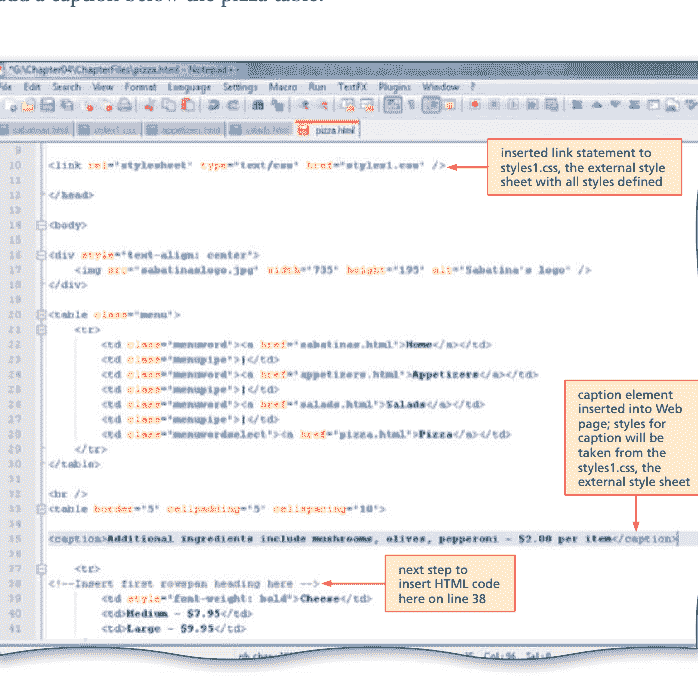 add a caption below the pizza table.
*G:\Chapter04\ChapterFiles\pizza.html - Notepad++
File Edit Search View Format Language Settings Macro Run TextFX Plugins Window ?
sabatinas.html styles1.css appetizers.html salads.html pizza.html
9
10 <link rel="stylesheet" type="text/css" href="styles1.css" />
inserted link statement to
styles1.css, the external style
sheet with all styles defined
11
12 </head>
13
14 <body>
15
16 <div style="text-align: center">
17 <img src="sabatinaslogo.jpg" width="735" height="195" alt="Sabatina's logo" />
18 </div>
19
20 <table class="menu">
21 <tr>
22 <td class="menuword"><a href="sabatinas.html">Home</a></td>
23 <td class="menupipe">|</td>
24 <td class="menuword"><a href="appetizers.html">Appetizers</a></td>
25 <td class="menupipe">|</td>
26 <td class="menuword"><a href="salads.html">Salads</a></td>
27 <td class="menupipe">|</td>
28 <td class="menuwordselect"><a href="pizza.html">Pizza</a></td>
29 </tr>
30 </table>
31
caption element
inserted into Web
page; styles for
caption will be
taken from the
styles1.css, the
external style sheet
32 <br />
33 <table border="5" cellpadding="5" cellspacing="10">
34
35 <caption>Additional ingredients include mushrooms, olives, pepperoni - $2.00 per item</caption>
36
37 <tr>
38 <!--Insert first rowspan heading here -->
next step to
insert HTML code
here on line 38
39 <td style="font-weight: bold">Cheese</td>
40 <td>Medium - $7.95</td>
41 <td>Large - $9.95</td>
Col:96 Sel:0